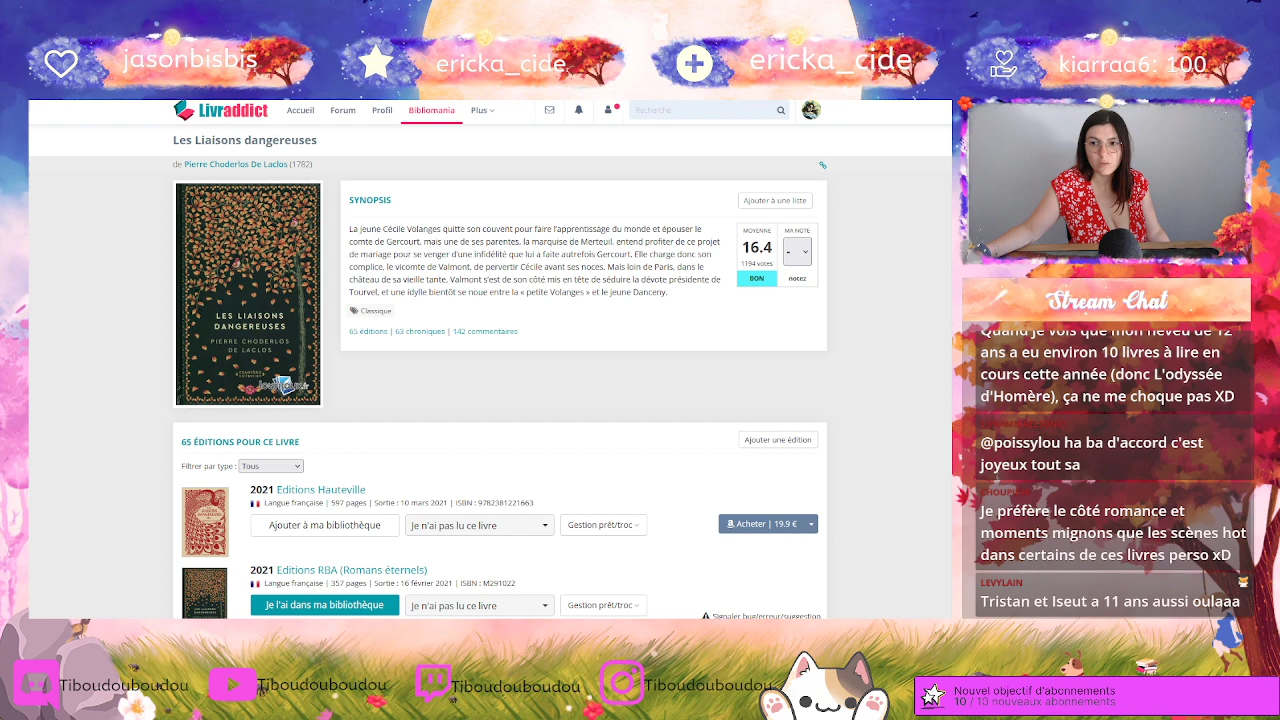 jasonbisbis
ericka_cide
ericka_cide
kiarraa6: 100
Livraddict
Accueil
Forum
Profil
Bibliomania
Plus
Recherche
Les Liaisons dangereuses
de Pierre Choderlos De Laclos (1782)
LES LIAISONS
DANGEREUSES
PIERRE CHODERLOS
DE LACLOS
SYNOPSIS
Ajouter à une liste
La jeune Cécile Volanges quitte son couvent pour faire l'apprentissage du monde et épouser le
comte de Gercourt, mais une de ses parentes, la marquise de Merteuil, entend profiter de ce projet
de mariage pour se venger d'une infidélité que lui a faite autrefois Gercourt. Elle charge donc son
complice, le vicomte de Valmont, de pervertir Cécile avant ses noces. Mais loin de Paris, dans le
château de sa vieille tante, Valmont s'est de son côté mis en tête de séduire la dévote présidente de
Tourvel, et une idylle bientôt se noue entre la « petite Volanges » et le jeune Danceny.
MOYENNE
16.4
1194 votes
BON
MA NOTE
-
notez
Classique
65 éditions | 63 chroniques | 142 commentaires
65 ÉDITIONS POUR CE LIVRE
Ajouter une édition
Filtrer par type : Tous
2021 Editions Hauteville
Langue française | 597 pages | Sortie : 10 mars 2021 | ISBN : 9782381221663
Ajouter à ma bibliothèque
Je n'ai pas lu ce livre
Gestion prêt/troc
Acheter | 19.9 €
2021 Editions RBA (Romans éternels)
Langue française | 357 pages | Sortie : 16 février 2021 | ISBN : M291022
Je l'ai dans ma bibliothèque
Je n'ai pas lu ce livre
Gestion prêt/troc
Signaler bug/erreur/suggestion
Stream Chat
Quand je vois que mon neveu de 12
ans a eu environ 10 livres à lire en
cours cette année (donc L'odyssée
d'Homère), ça ne me choque pas XD
@poissylou ha ba d'accord c'est
joyeux tout sa
Je préfère le côté romance et
moments mignons que les scènes hot
dans certains de ces livres perso xD
LEVYLAIN
Tristan et Iseut a 11 ans aussi oulaaa
Tiboudouboudou
Tiboudouboudou
Tiboudouboudou
Tiboudouboudou
Nouvel objectif d'abonnements
10 / 10 nouveaux abonnements